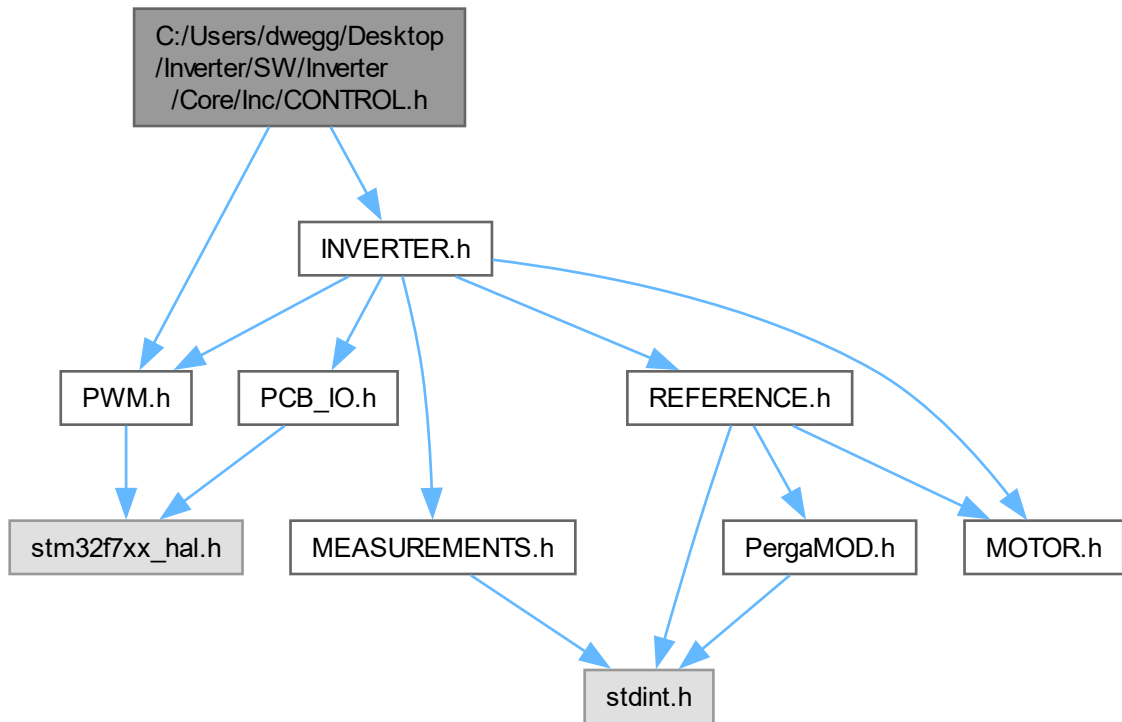 C:/Users/dwegg/Desktop
/Inverter/SW/Inverter
/Core/Inc/CONTROL.h
INVERTER.h
PWM.h
PCB_IO.h
REFERENCE.h
stm32f7xx_hal.h
MEASUREMENTS.h
PergaMOD.h
MOTOR.h
stdint.h